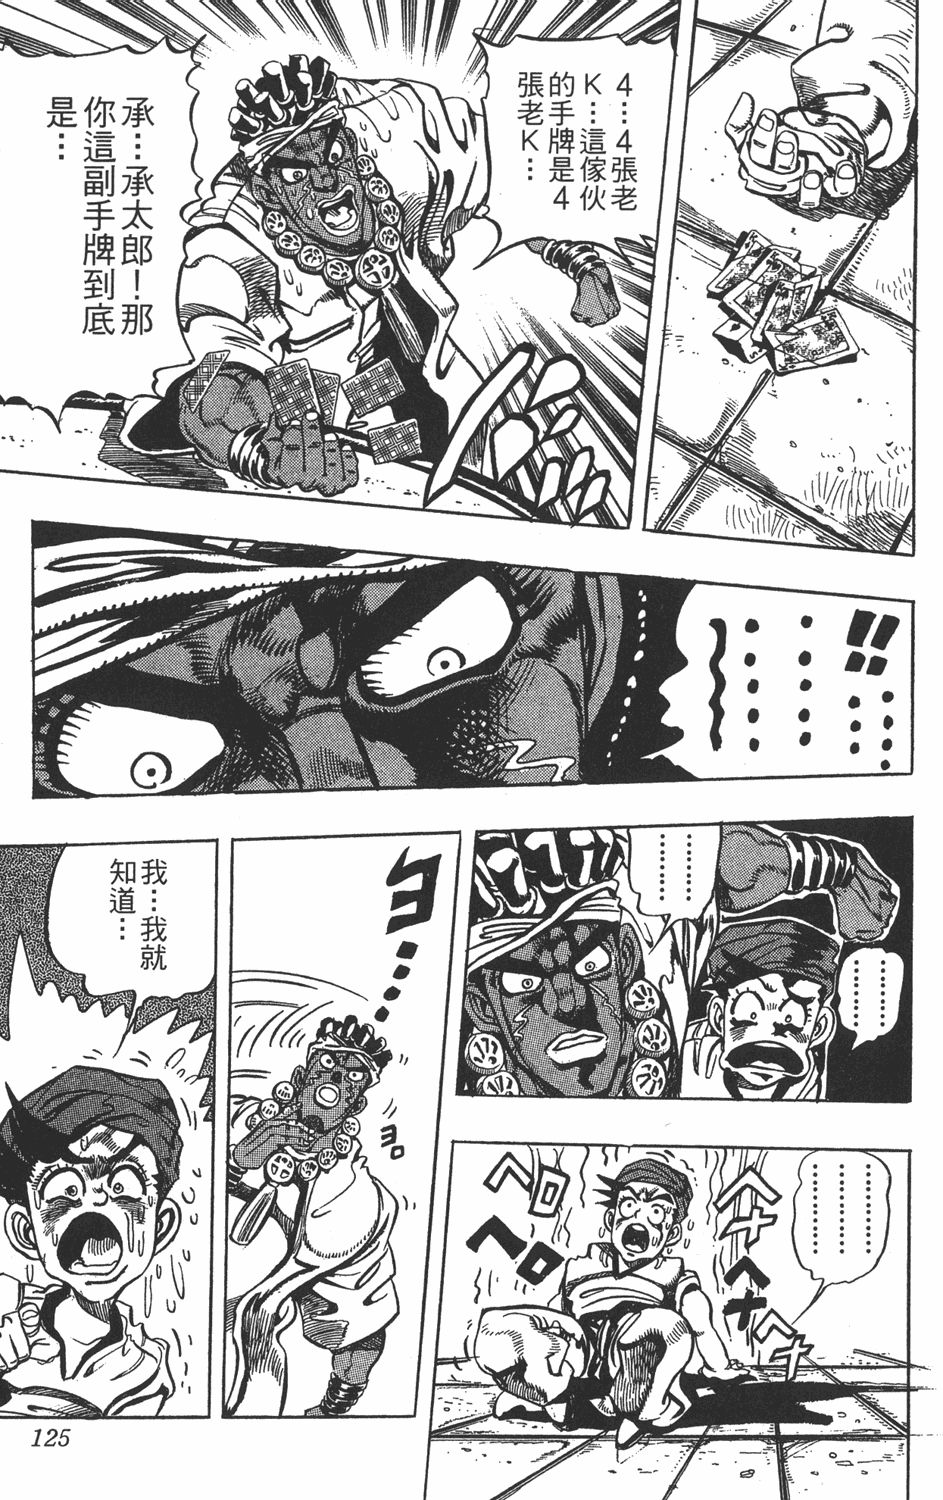 4…4張老
K…這傢伙
的手牌是4
張老K…
承…承太郎！那
你這副手牌到底
是…
‼………
………
………
………
………
………
ヘロ
ヘロ
ヘナ
ヘナ
ヘナ
ヨ…
ヨ。
我…我就
知道…
125